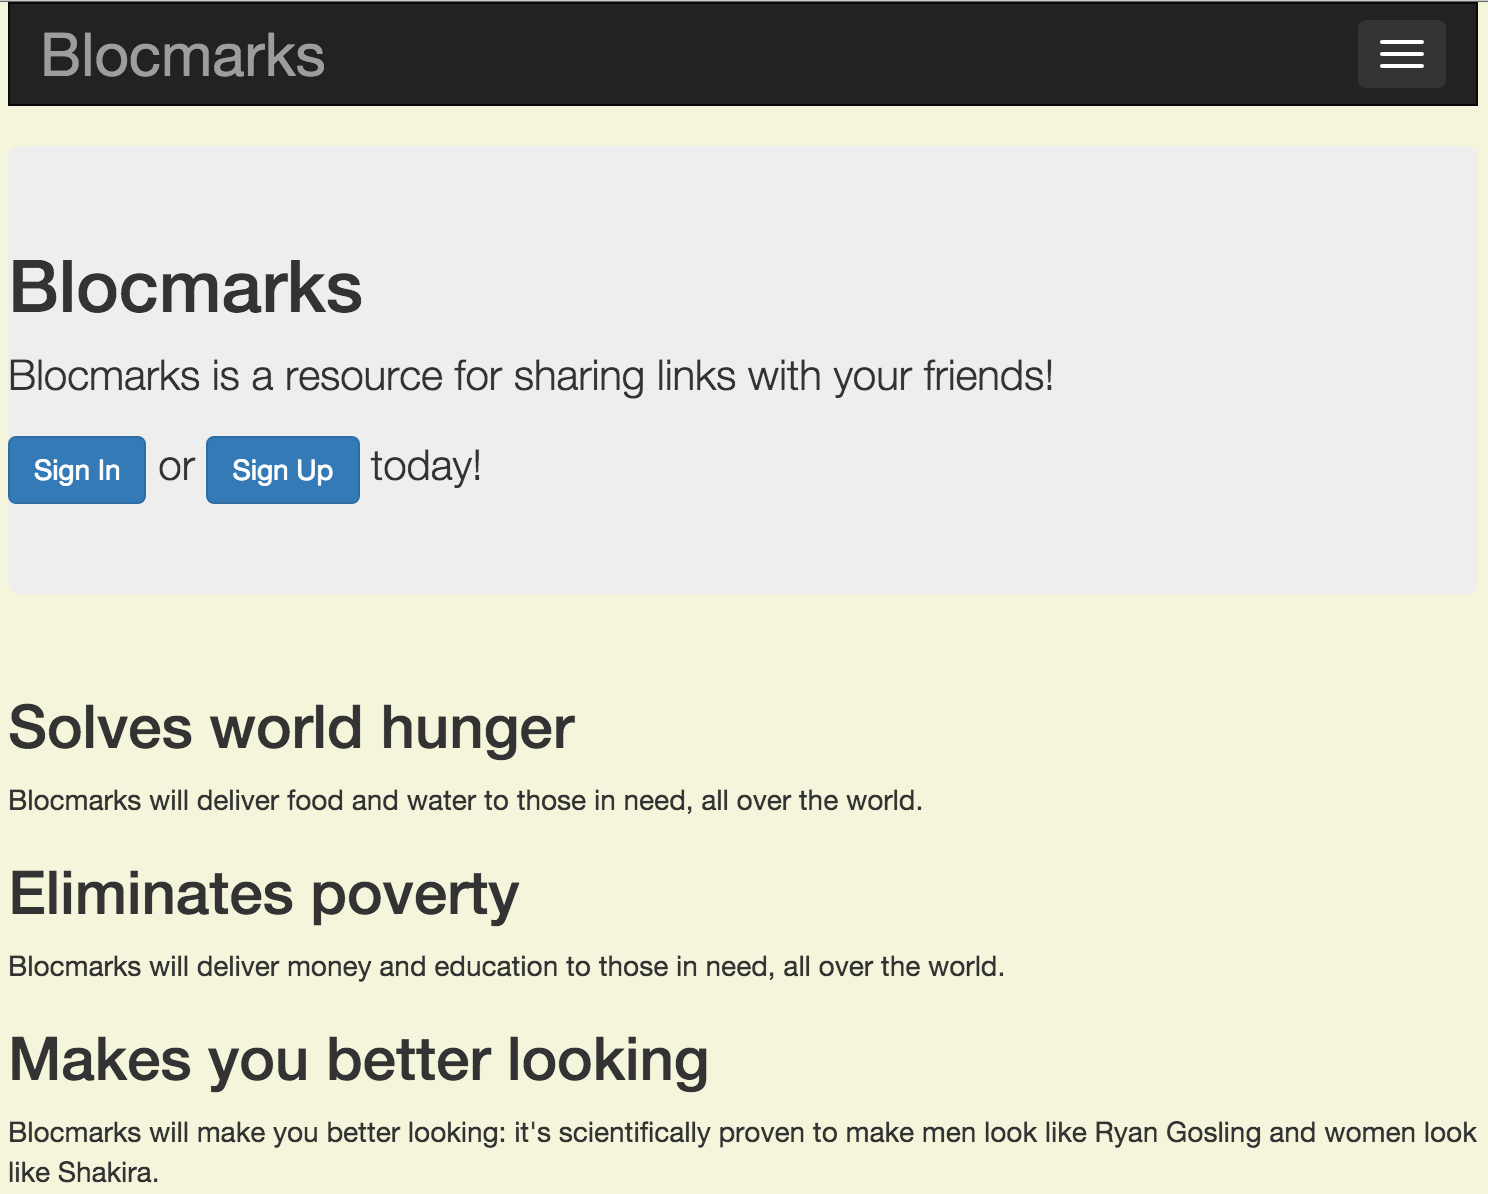 Blocmarks
Blocmarks
Blocmarks is a resource for sharing links with your friends!
Sign In or Sign Up today!
Solves world hunger
Blocmarks will deliver food and water to those in need, all over the world.
Eliminates poverty
Blocmarks will deliver money and education to those in need, all over the world.
Makes you better looking
Blocmarks will make you better looking: it's scientifically proven to make men look like Ryan Gosling and women look
like Shakira.